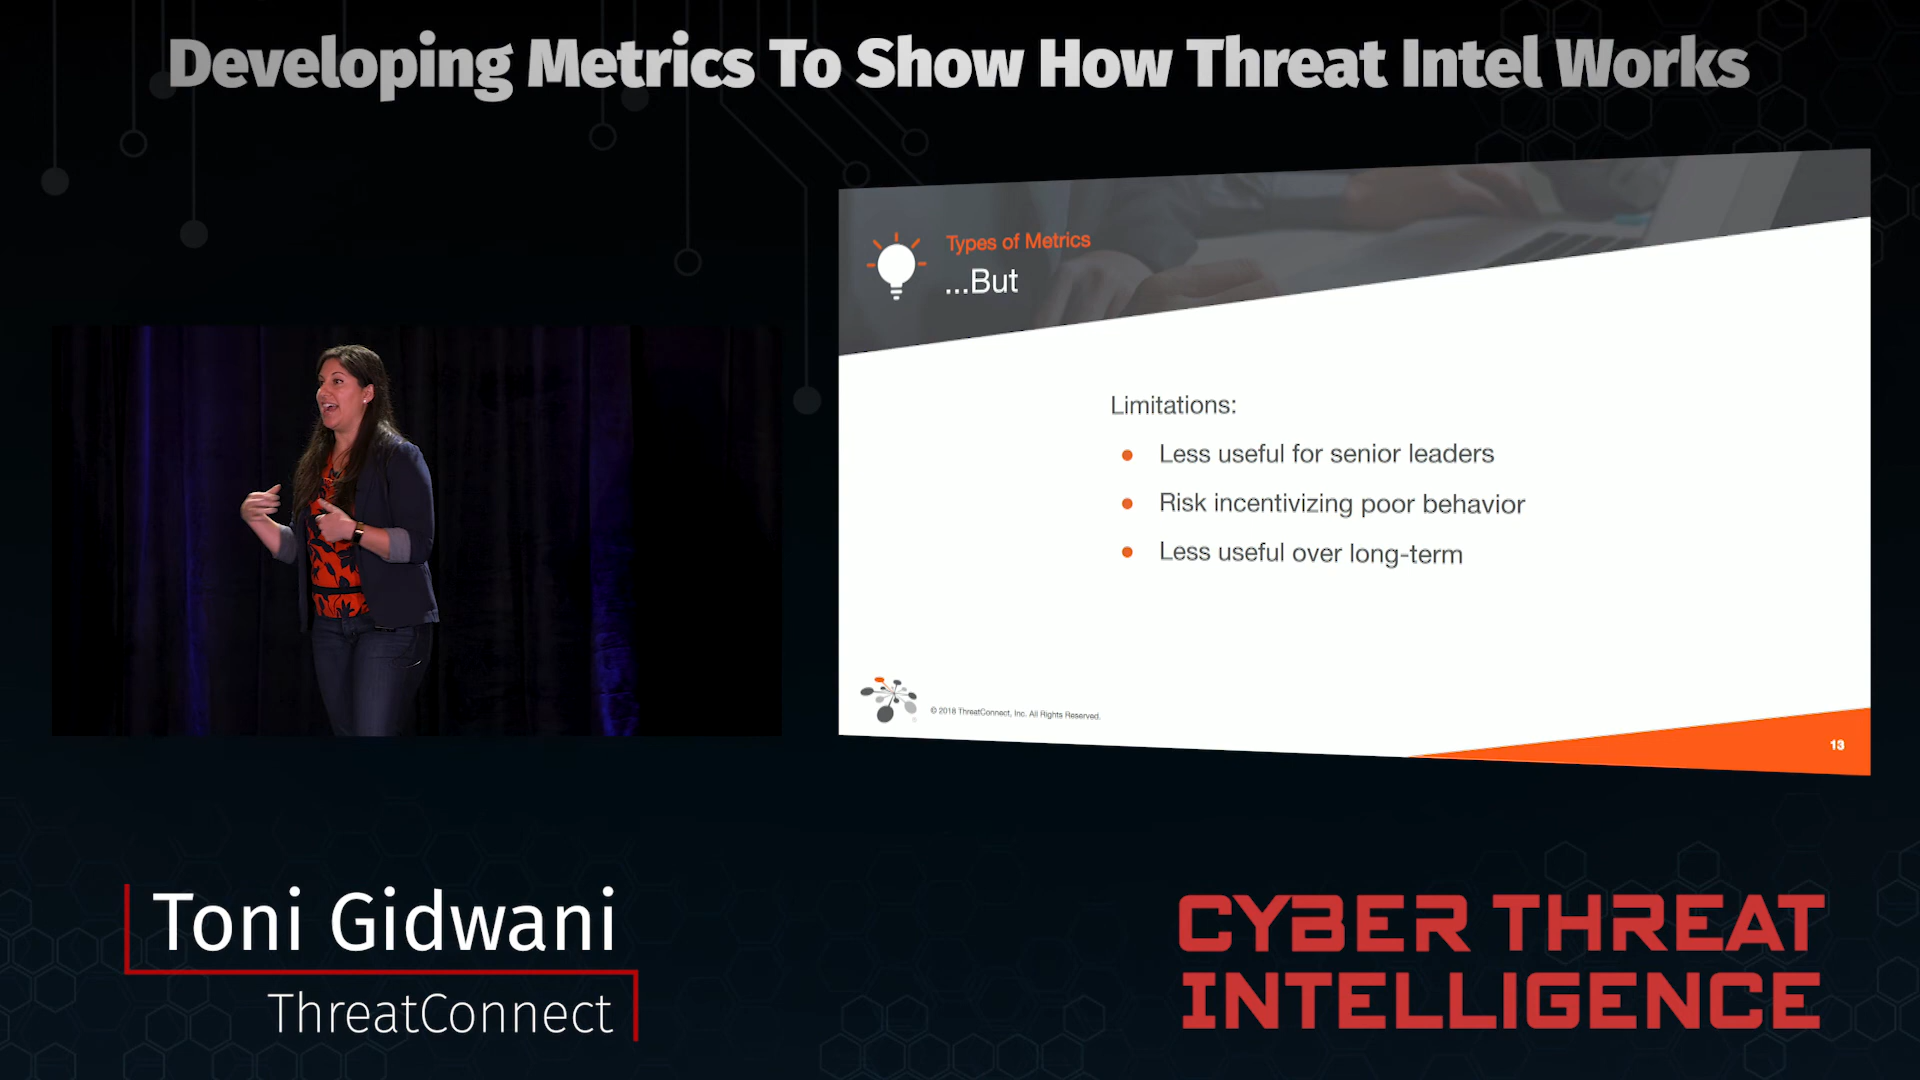 Developing Metrics To Show How Threat Intel Works
Types of Metrics
...But
Limitations:
● Less useful for senior leaders
● Risk incentivizing poor behavior
● Less useful over long-term
© 2018 ThreatConnect, Inc. All Rights Reserved.
13
Toni Gidwani
ThreatConnect
CYBER THREAT
INTELLIGENCE